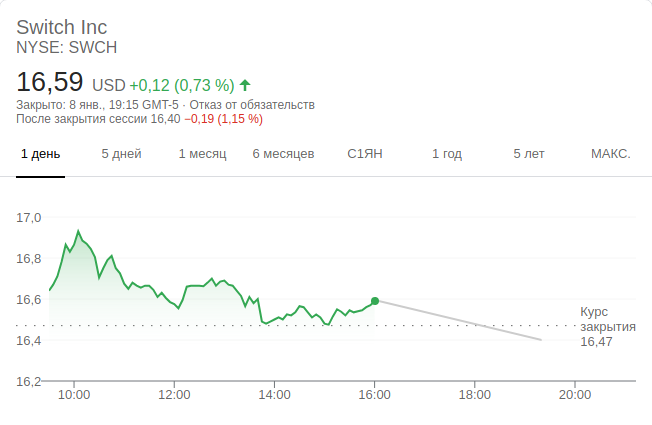 Switch Inc
NYSE: SWCH
16,59 USD +0,12 (0,73 %)
Закрыто: 8 янв., 19:15 GMT-5 · Отказ от обязательств
После закрытия сессии 16,40 −0,19 (1,15 %)
1 день 5 дней 1 месяц 6 месяцев С1ЯН 1 год 5 лет МАКС.
17,0
16,8
16,6
16,4
16,2
Курс
закрытия
16,47
10:00 12:00 14:00 16:00 18:00 20:00